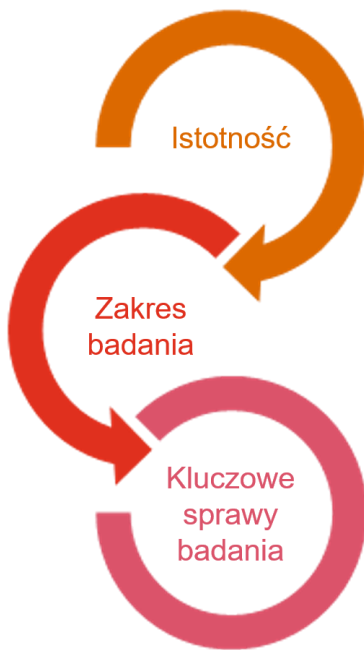 Istotność
Zakres
badania
Kluczowe
sprawy
badania